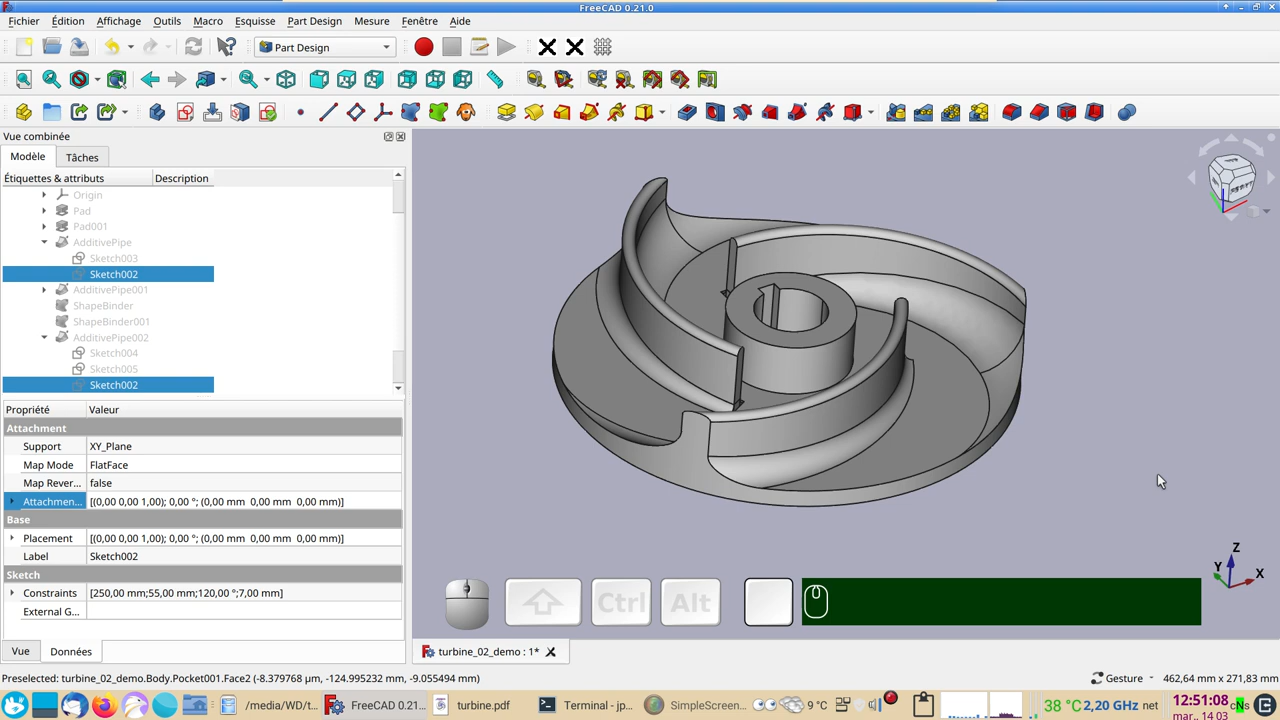 FreeCAD 0.21.0
Fichier Édition Affichage Outils Macro Esquisse Part Design Mesure Fenêtre Aide
Part Design
Vue combinée
Modèle Tâches
Étiquettes & attributs Description
Origin
Pad
Pad001
AdditivePipe
Sketch003
Sketch002
AdditivePipe001
ShapeBinder
ShapeBinder001
AdditivePipe002
Sketch004
Sketch005
Sketch002
Propriété Valeur
Attachment
Support XY_Plane
Map Mode FlatFace
Map Rever... false
Attachmen... [(0,00 0,00 1,00); 0,00 °; (0,00 mm 0,00 mm 0,00 mm)]
Base
Placement [(0,00 0,00 1,00); 0,00 °; (0,00 mm 0,00 mm 0,00 mm)]
Label Sketch002
Sketch
Constraints [250,00 mm;55,00 mm;120,00 °;7,00 mm]
External G...
Vue Données
Z
Y
X
Ctrl Alt
turbine_02_demo : 1*
Preselected: turbine_02_demo.Body.Pocket001.Face2 (-8.379768 µm, -124.995232 mm, -9.055494 mm)
Gesture 462,64 mm x 271,83 mm
:/media/WD/t... FreeCAD 0.21... turbine.pdf Terminal - jp... SimpleScreen... 9 °C 38 °C 2,20 GHz net 12:51:08 cNs
mar., 14 03